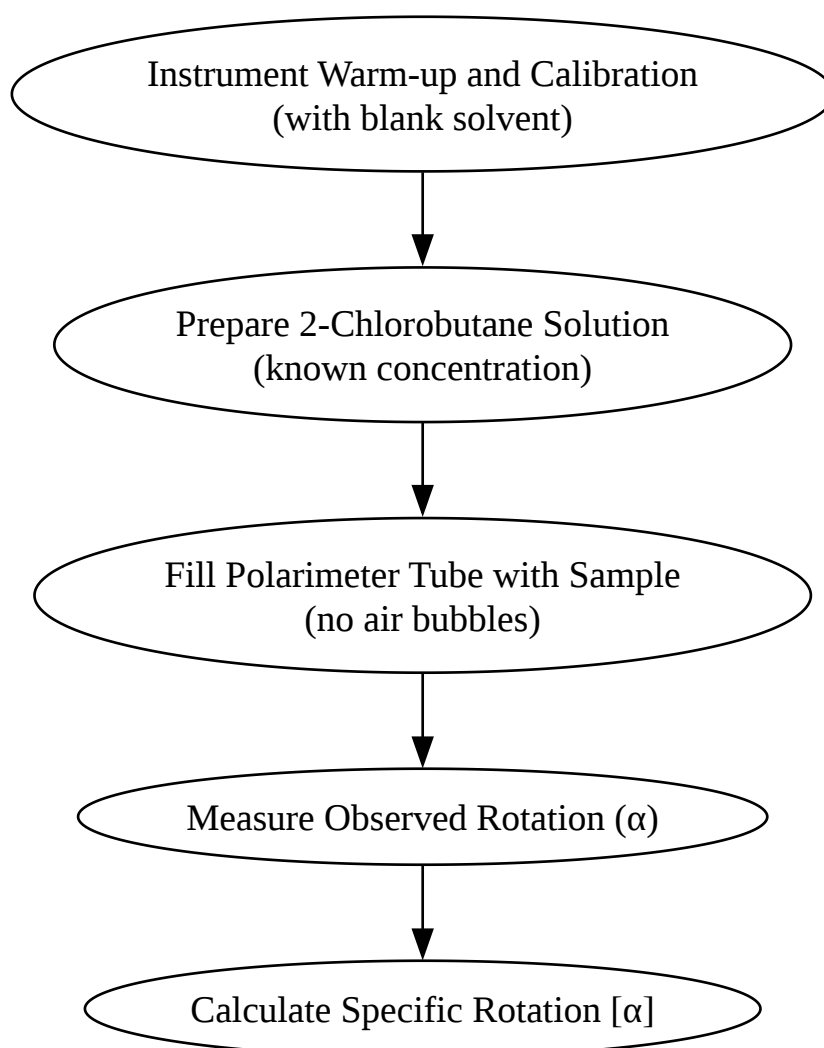 Instrument Warm-up and Calibration
(with blank solvent)
Prepare 2-Chlorobutane Solution
(known concentration)
Fill Polarimeter Tube with Sample
(no air bubbles)
Measure Observed Rotation (α)
Calculate Specific Rotation [α]